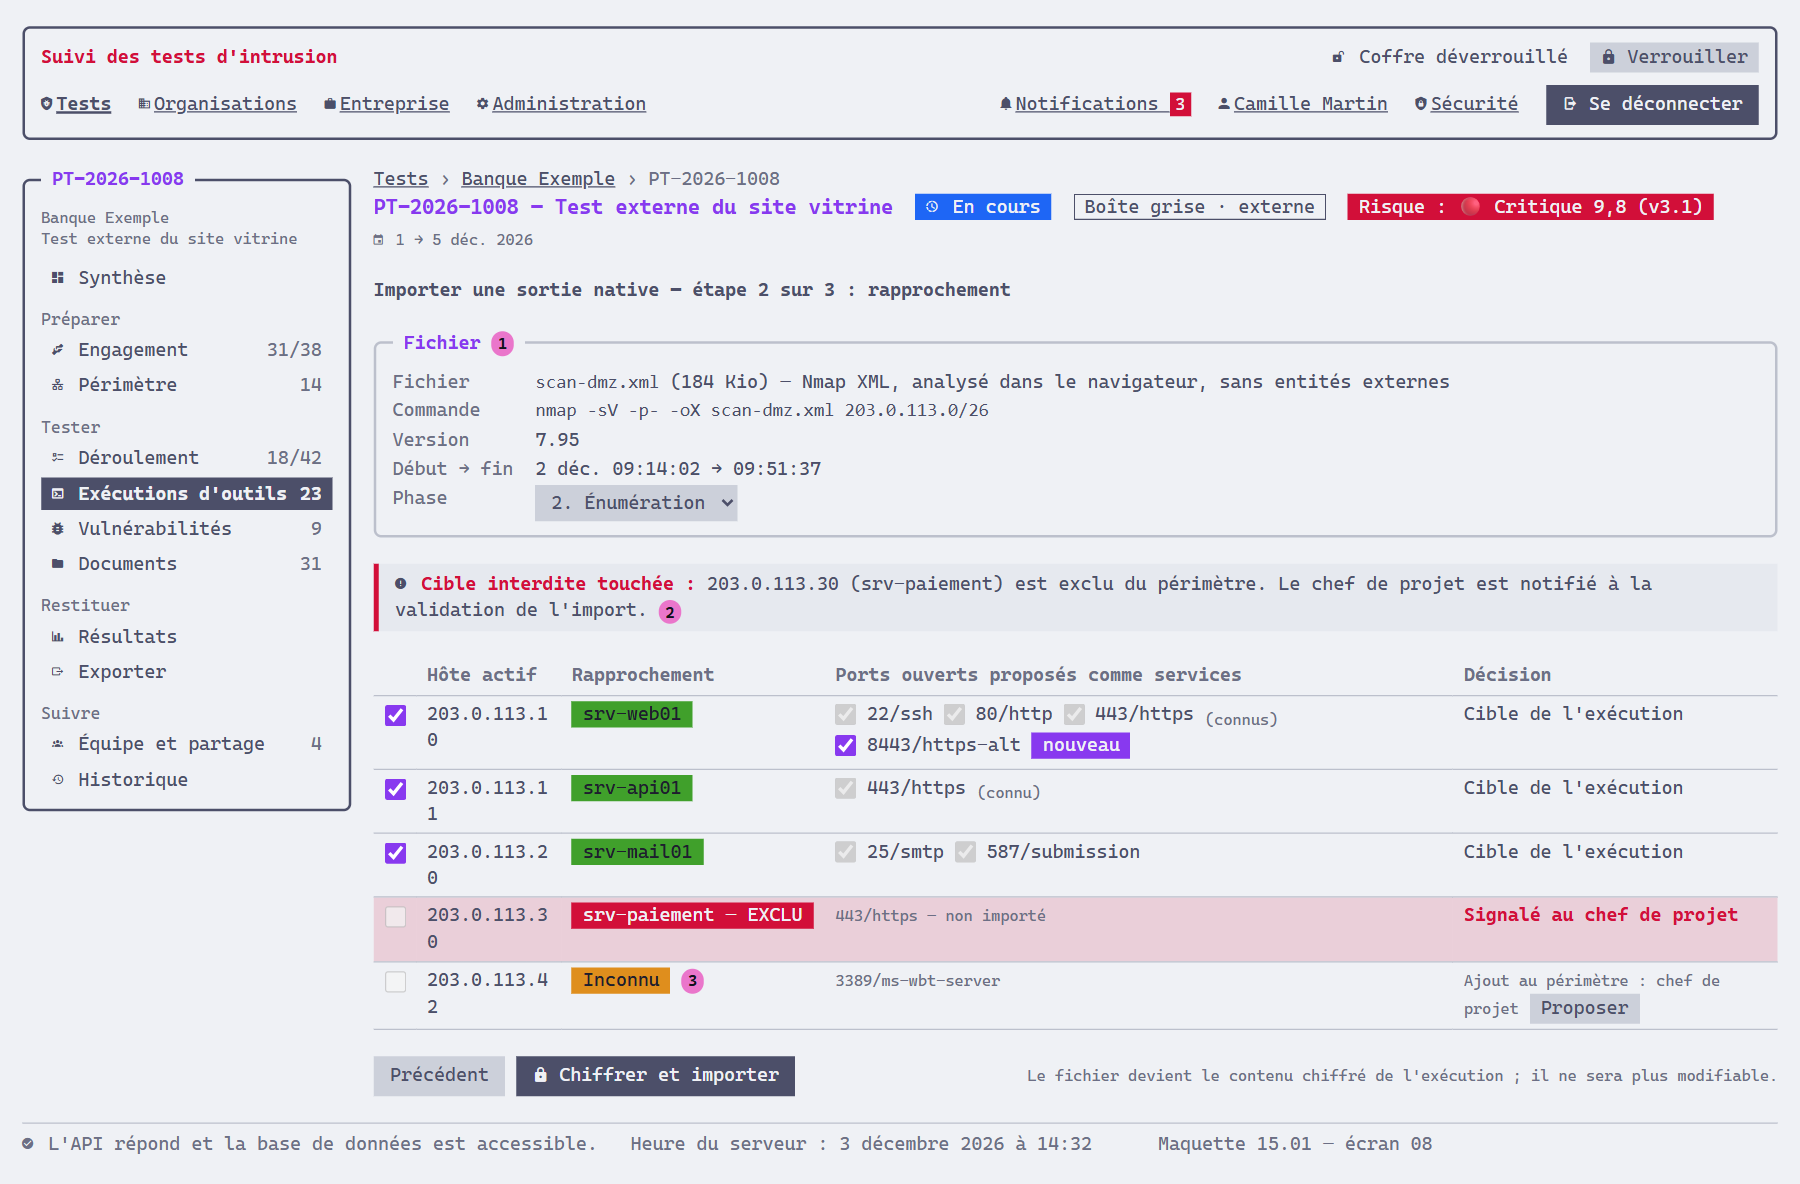 Suivi des tests d'intrusion
Coffre déverrouillé
Verrouiller
Tests
Organisations
Entreprise
Administration
Notifications 3
Camille Martin
Sécurité
Se déconnecter
PT-2026-1008
Banque Exemple
Test externe du site vitrine
Synthèse
Préparer
Engagement 31/38
Périmètre 14
Tester
Déroulement 18/42
Exécutions d'outils 23
Vulnérabilités 9
Documents 31
Restituer
Résultats
Exporter
Suivre
Équipe et partage 4
Historique
Tests › Banque Exemple › PT-2026-1008
PT-2026-1008 — Test externe du site vitrine
En cours
Boîte grise · externe
Risque : Critique 9,8 (v3.1)
1 → 5 déc. 2026
Importer une sortie native — étape 2 sur 3 : rapprochement
Fichier 1
Fichier scan-dmz.xml (184 Kio) — Nmap XML, analysé dans le navigateur, sans entités externes
Commande nmap -sV -p- -oX scan-dmz.xml 203.0.113.0/26
Version 7.95
Début → fin 2 déc. 09:14:02 → 09:51:37
Phase 2. Énumération
Cible interdite touchée : 203.0.113.30 (srv-paiement) est exclu du périmètre. Le chef de projet est notifié à la
validation de l'import. 2
Hôte actif Rapprochement Ports ouverts proposés comme services Décision
203.0.113.1
0
srv-web01
22/ssh 80/http 443/https (connus)
8443/https-alt nouveau
Cible de l'exécution
203.0.113.1
1
srv-api01
443/https (connu)
Cible de l'exécution
203.0.113.2
0
srv-mail01
25/smtp 587/submission
Cible de l'exécution
203.0.113.3
0
srv-paiement — EXCLU
443/https — non importé
Signalé au chef de projet
203.0.113.4
2
Inconnu 3
3389/ms-wbt-server
Ajout au périmètre : chef de
projet Proposer
Précédent
Chiffrer et importer
Le fichier devient le contenu chiffré de l'exécution ; il ne sera plus modifiable.
L'API répond et la base de données est accessible. Heure du serveur : 3 décembre 2026 à 14:32 Maquette 15.01 — écran 08